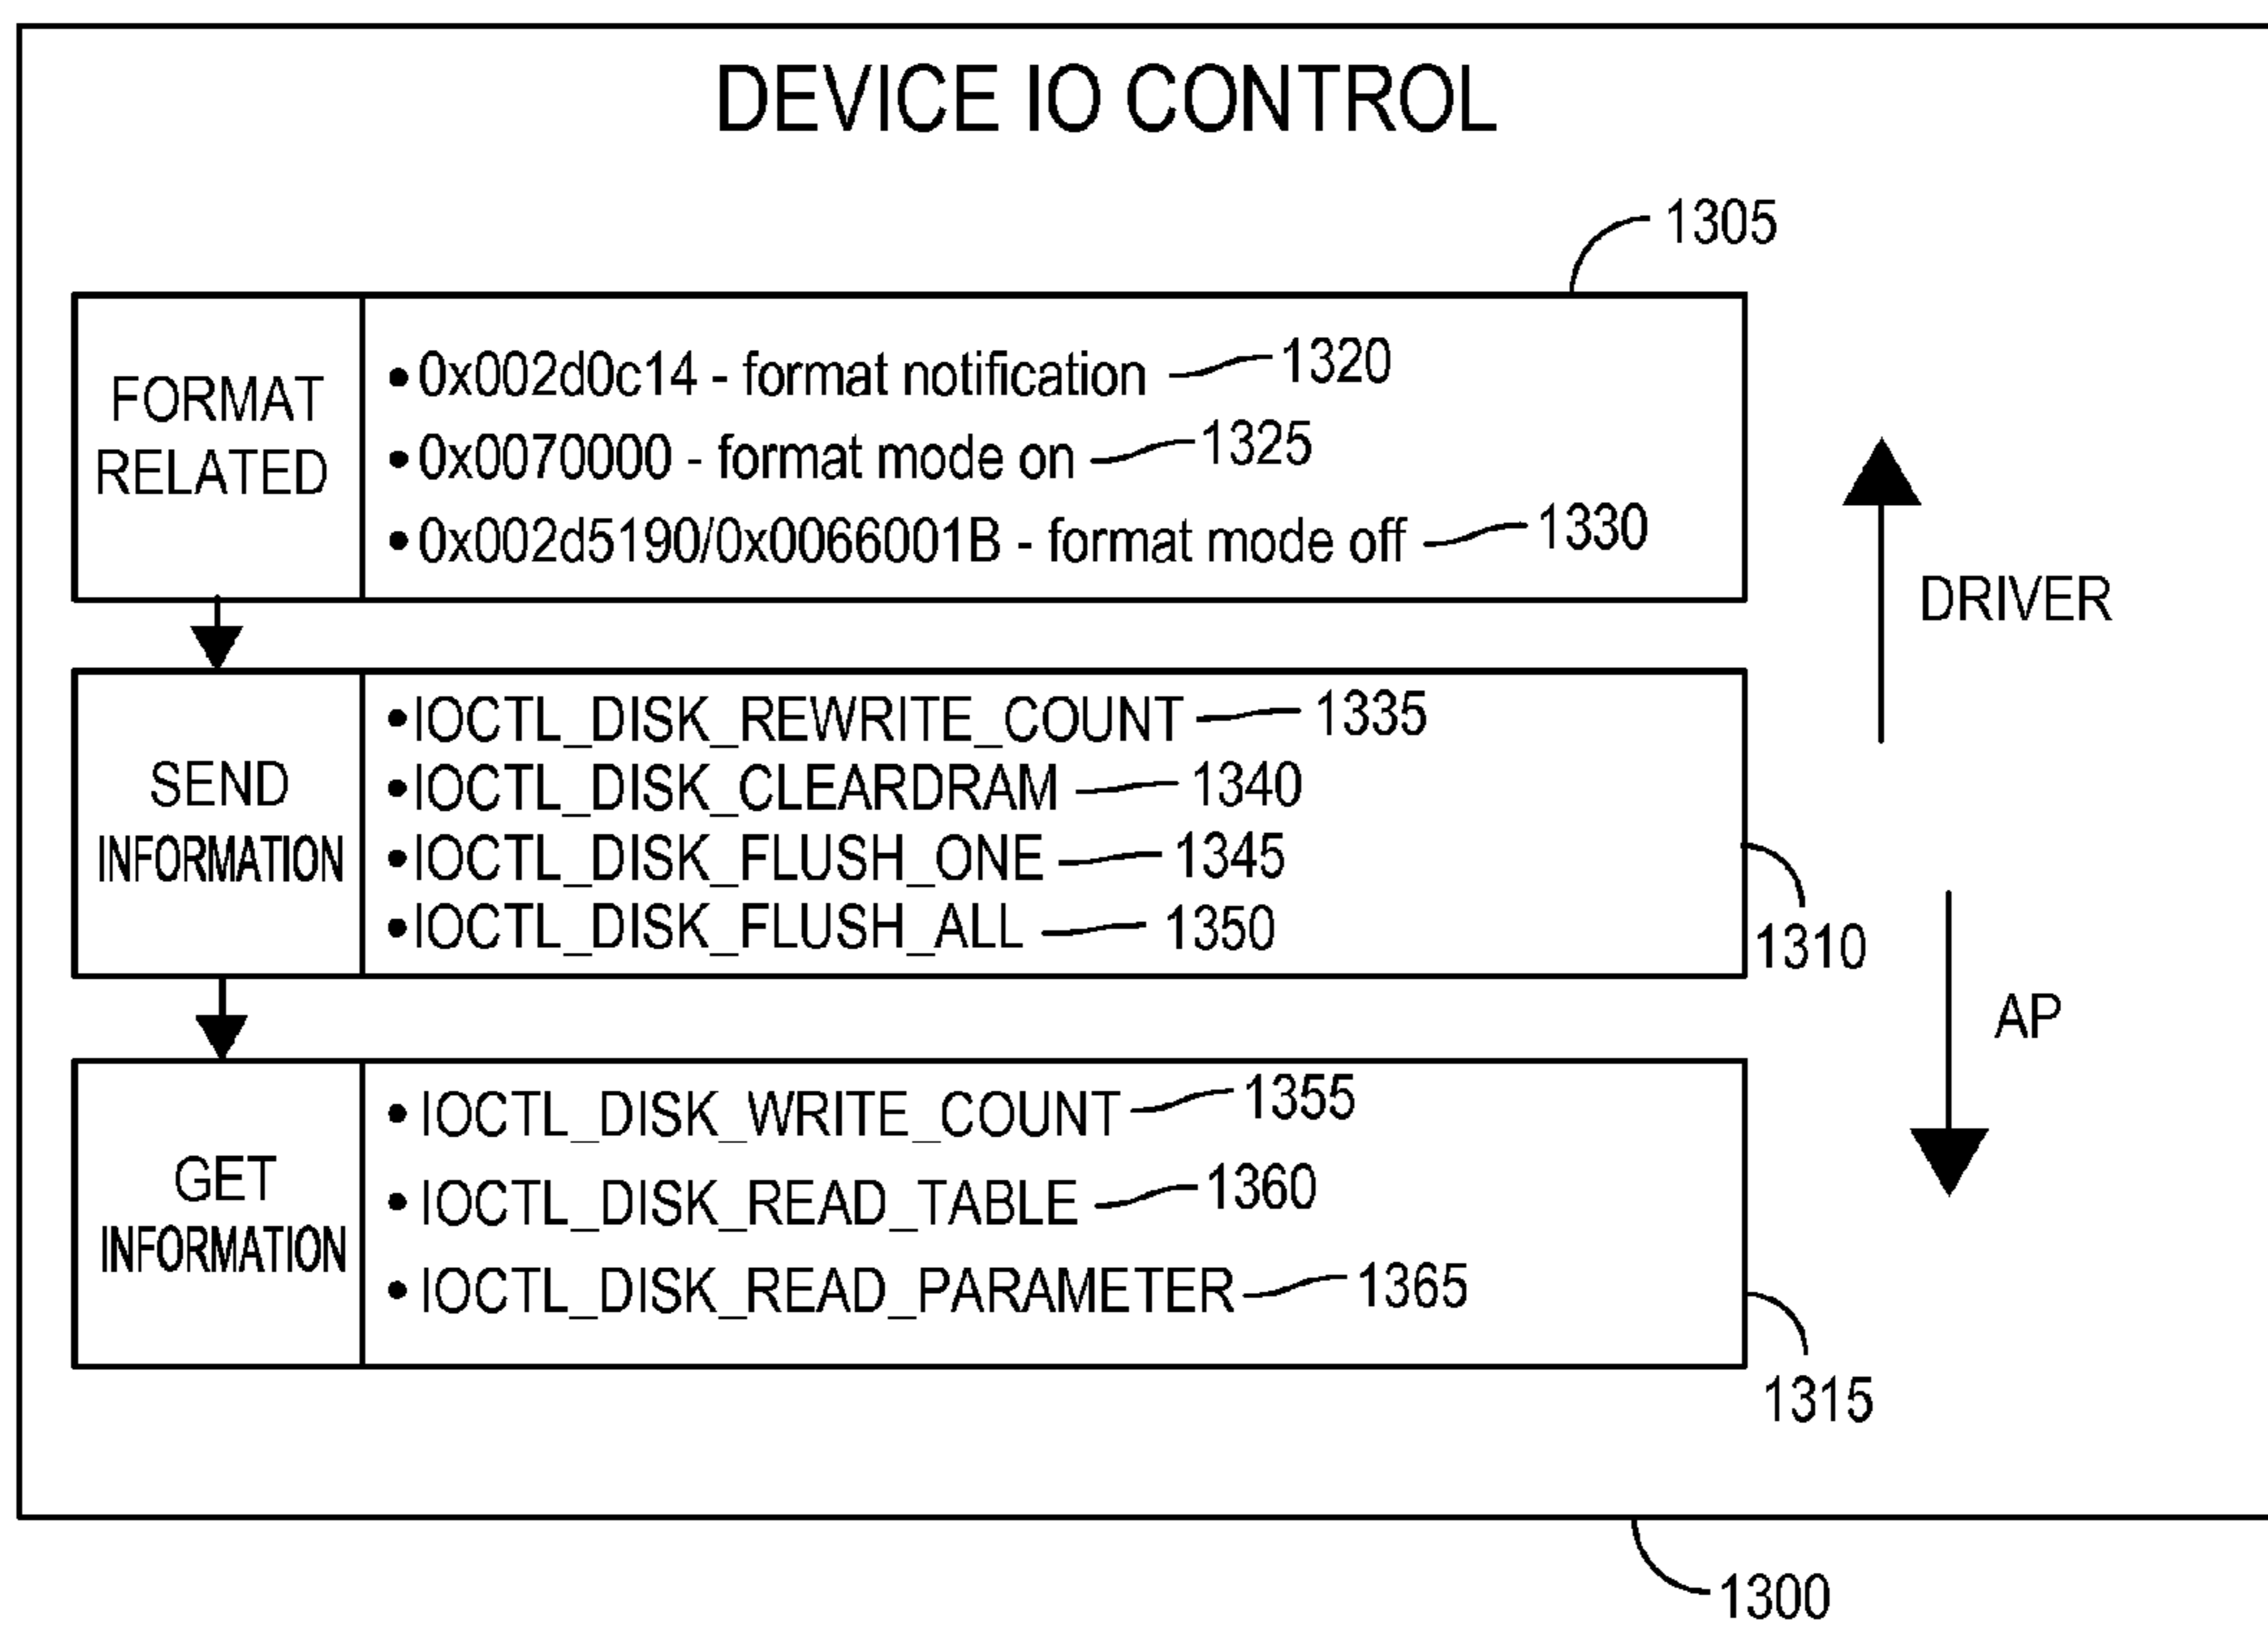 DEVICE IO CONTROL
1305
FORMAT
RELATED
•0x002d0c14 - format notification 1320
•0x0070000 - format mode on 1325
•0x002d5190/0x0066001B - format mode off 1330
DRIVER
SEND
INFORMATION
•IOCTL_DISK_REWRITE_COUNT 1335
•IOCTL_DISK_CLEARDRAM 1340
•IOCTL_DISK_FLUSH_ONE 1345
•IOCTL_DISK_FLUSH_ALL 1350
1310
AP
GET
INFORMATION
• IOCTL_DISK_WRITE_COUNT 1355
• IOCTL_DISK_READ_TABLE 1360
• IOCTL_DISK_READ_PARAMETER 1365
1315
1300